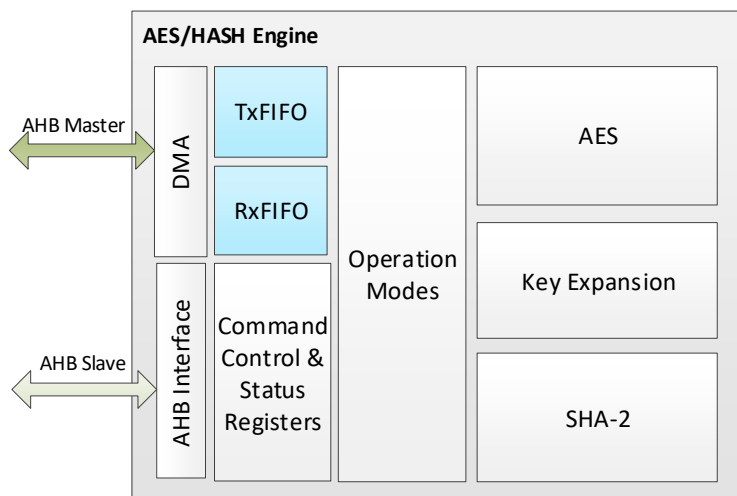 AES/HASH Engine
AHB Master
DMA
TxFIFO
RxFIFO
AHB Slave
AHB Interface
Command
Control &
Status
Registers
Operation
Modes
AES
Key Expansion
SHA-2